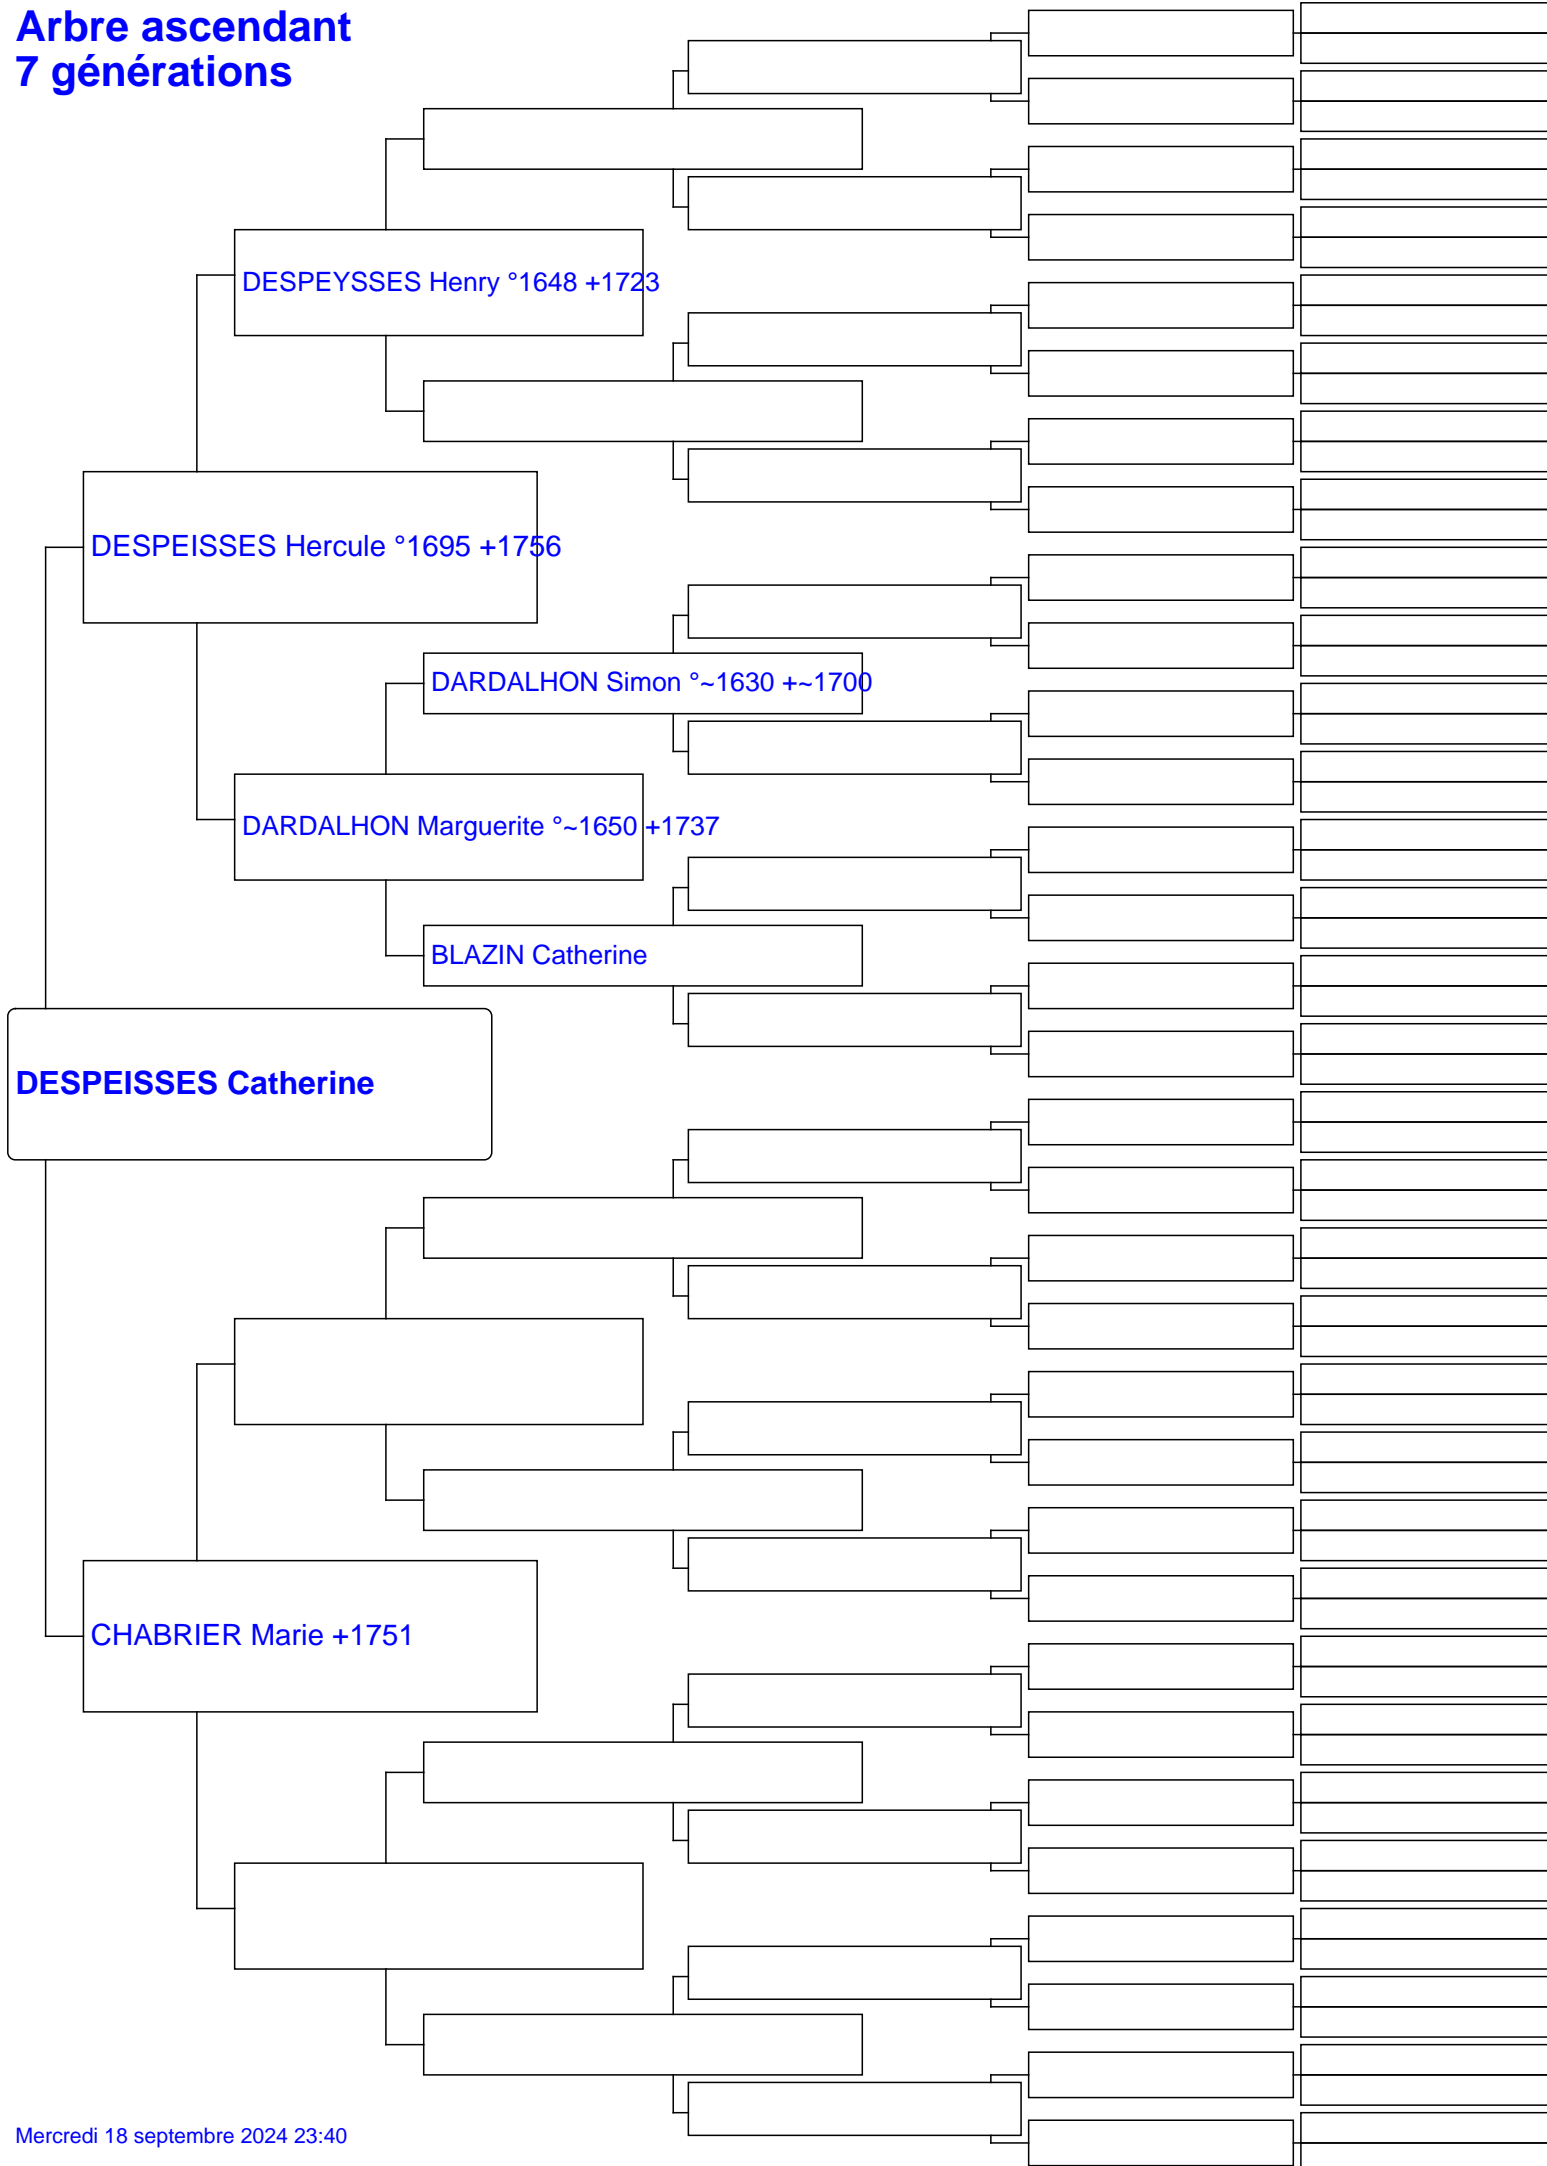 Arbre ascendant
7 générations
DESPEYSSES Henry °1648 +1723
DESPEISSES Hercule °1695 +1756
DARDALHON Simon °~1630 +~1700
DARDALHON Marguerite °~1650 +1737
BLAZIN Catherine
DESPEISSES Catherine
CHABRIER Marie +1751
Mercredi 18 septembre 2024 23:40